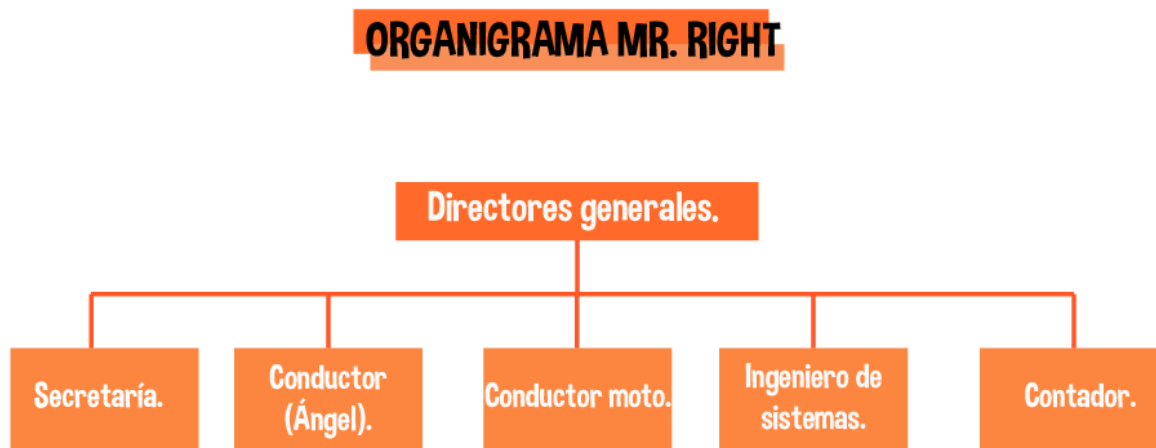 ORGANIGRAMA MR. RIGHT
Directores generales.
Secretaría.
Conductor
(Ángel).
Conductor moto.
Ingeniero de
sistemas.
Contador.